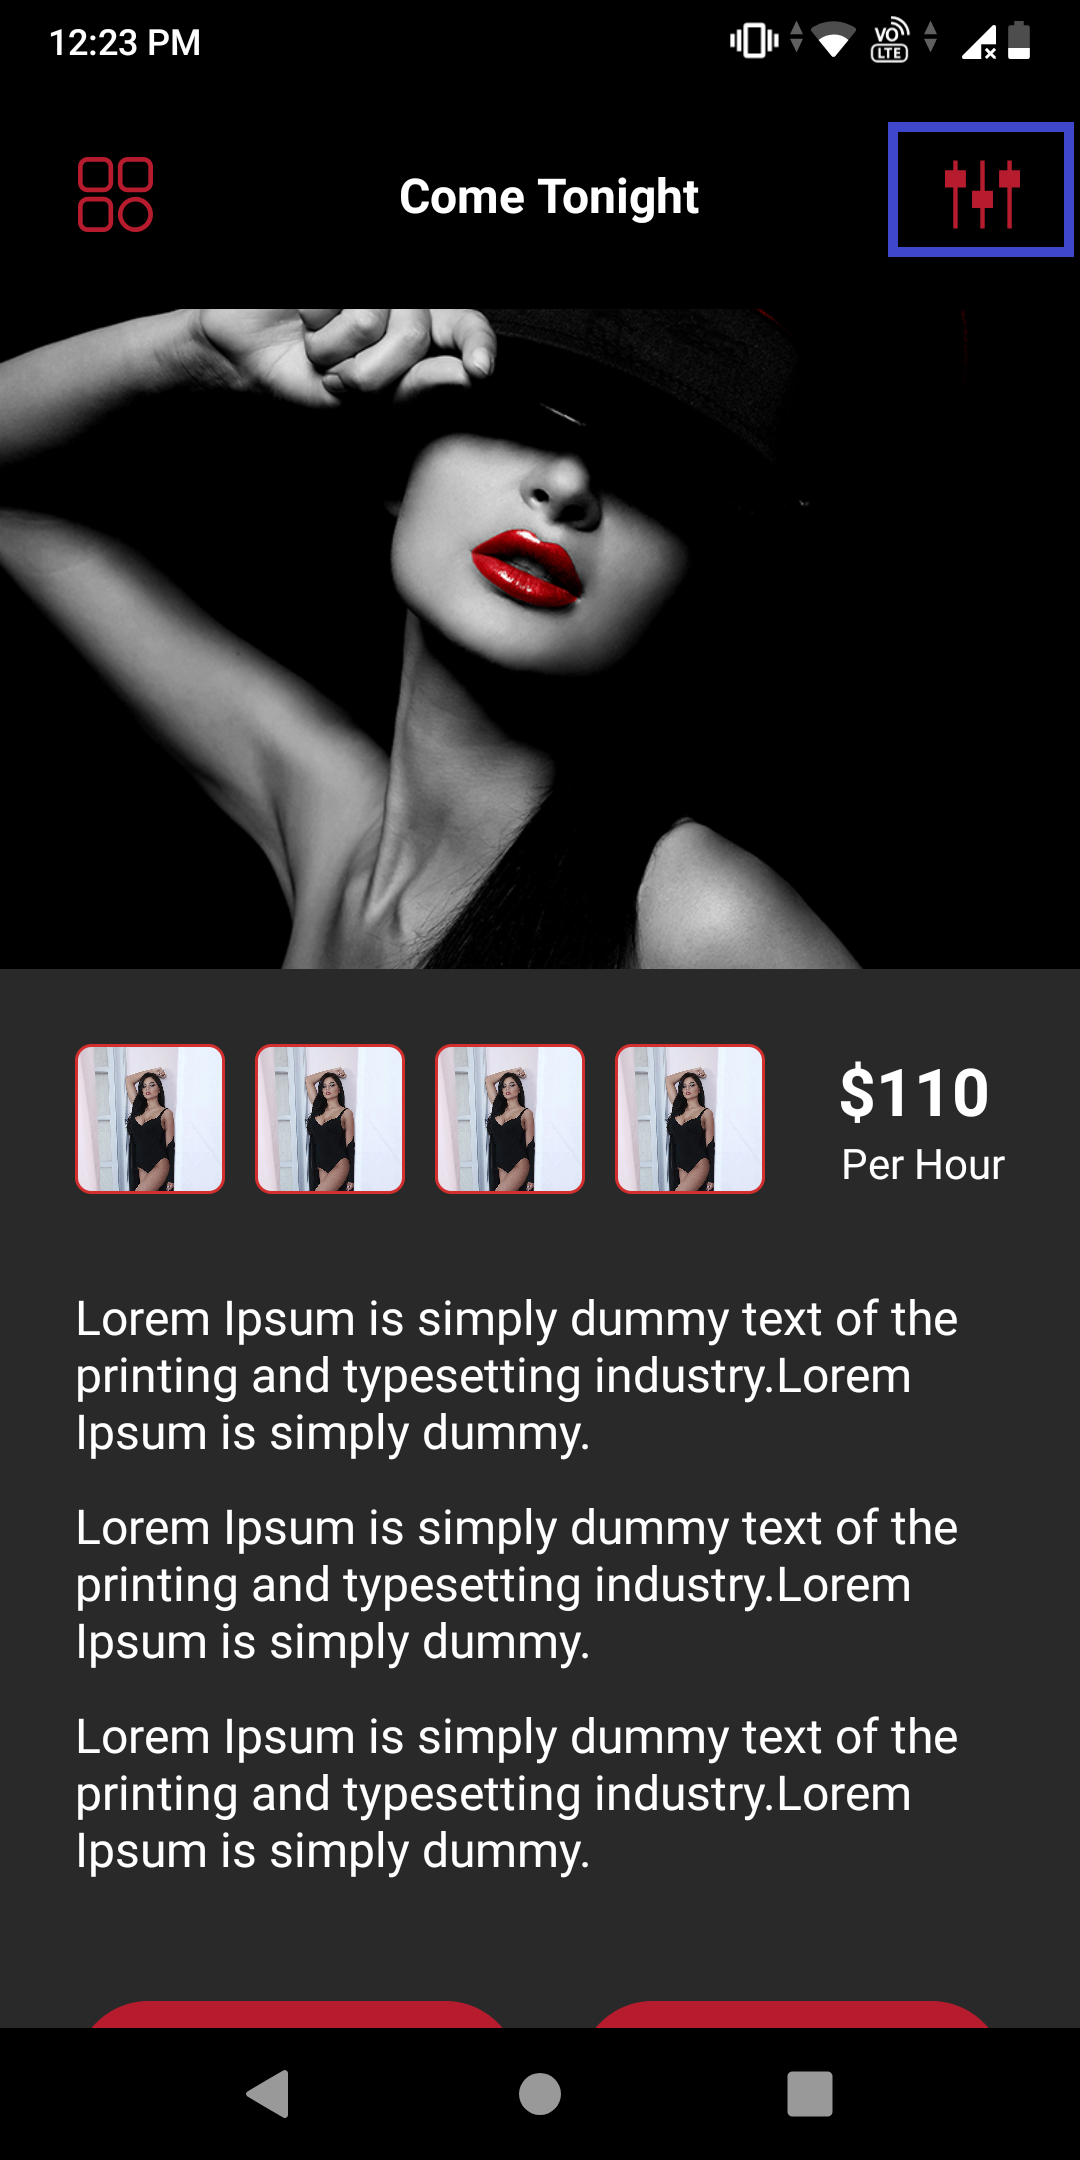 12:23 PM
VO LTE
Come Tonight
$110
Per Hour
Lorem Ipsum is simply dummy text of the
printing and typesetting industry.Lorem
Ipsum is simply dummy.
Lorem Ipsum is simply dummy text of the
printing and typesetting industry.Lorem
Ipsum is simply dummy.
Lorem Ipsum is simply dummy text of the
printing and typesetting industry.Lorem
Ipsum is simply dummy.